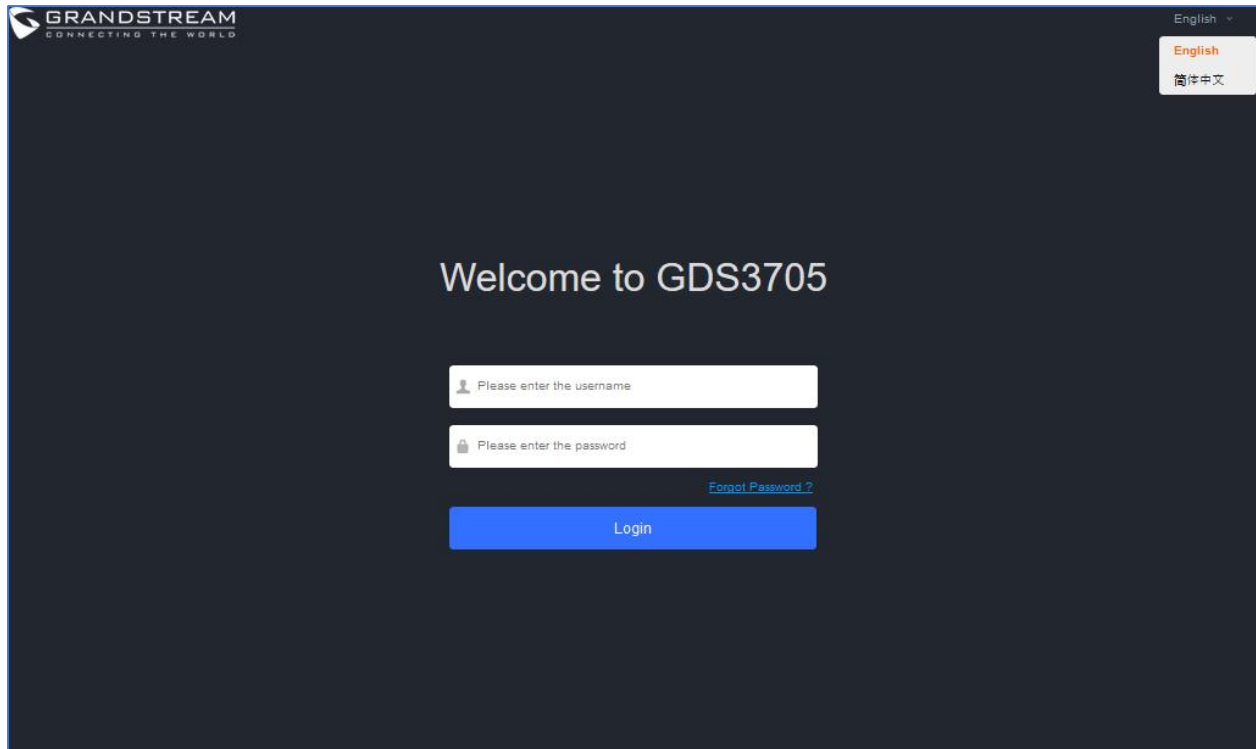 GRANDSTREAM
CONNECTING THE WORLD
English
English
简体中文
Welcome to GDS3705
Please enter the username
Please enter the password
Forgot Password ?
Login